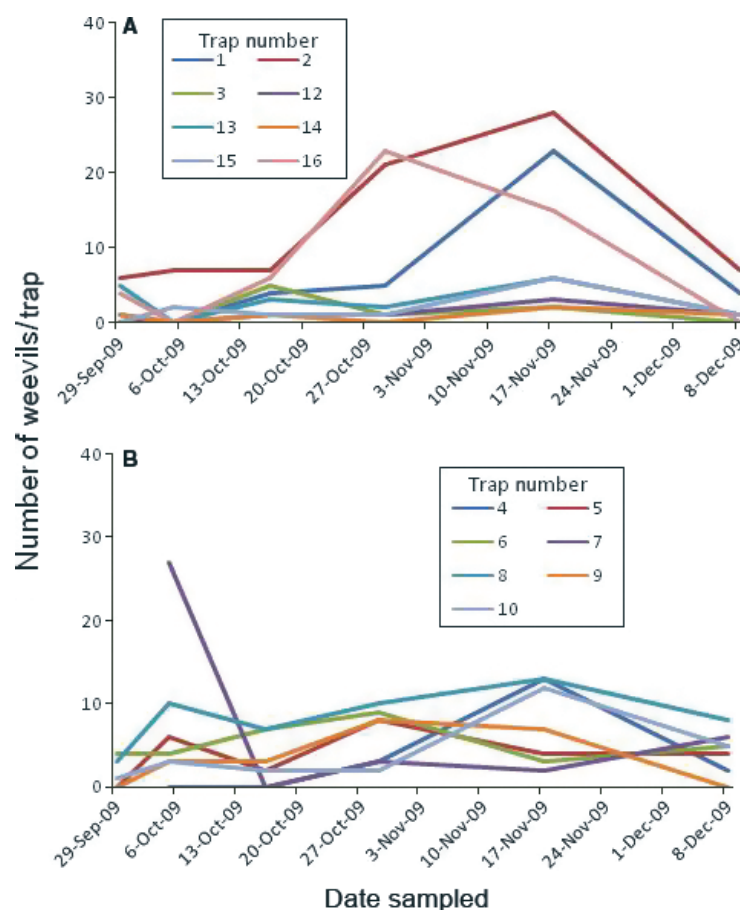 Number of weevils/trap
A
Trap number
1 2
3 12
13 14
15 16
40
30
20
10
0
29-Sep-09 6-Oct-09 13-Oct-09 20-Oct-09 27-Oct-09 3-Nov-09 10-Nov-09 17-Nov-09 24-Nov-09 1-Dec-09 8-Dec-09
B
Trap number
4 5
6 7
8 9
10
40
30
20
10
0
29-Sep-09 6-Oct-09 13-Oct-09 20-Oct-09 27-Oct-09 3-Nov-09 10-Nov-09 17-Nov-09 24-Nov-09 1-Dec-09 8-Dec-09
Date sampled